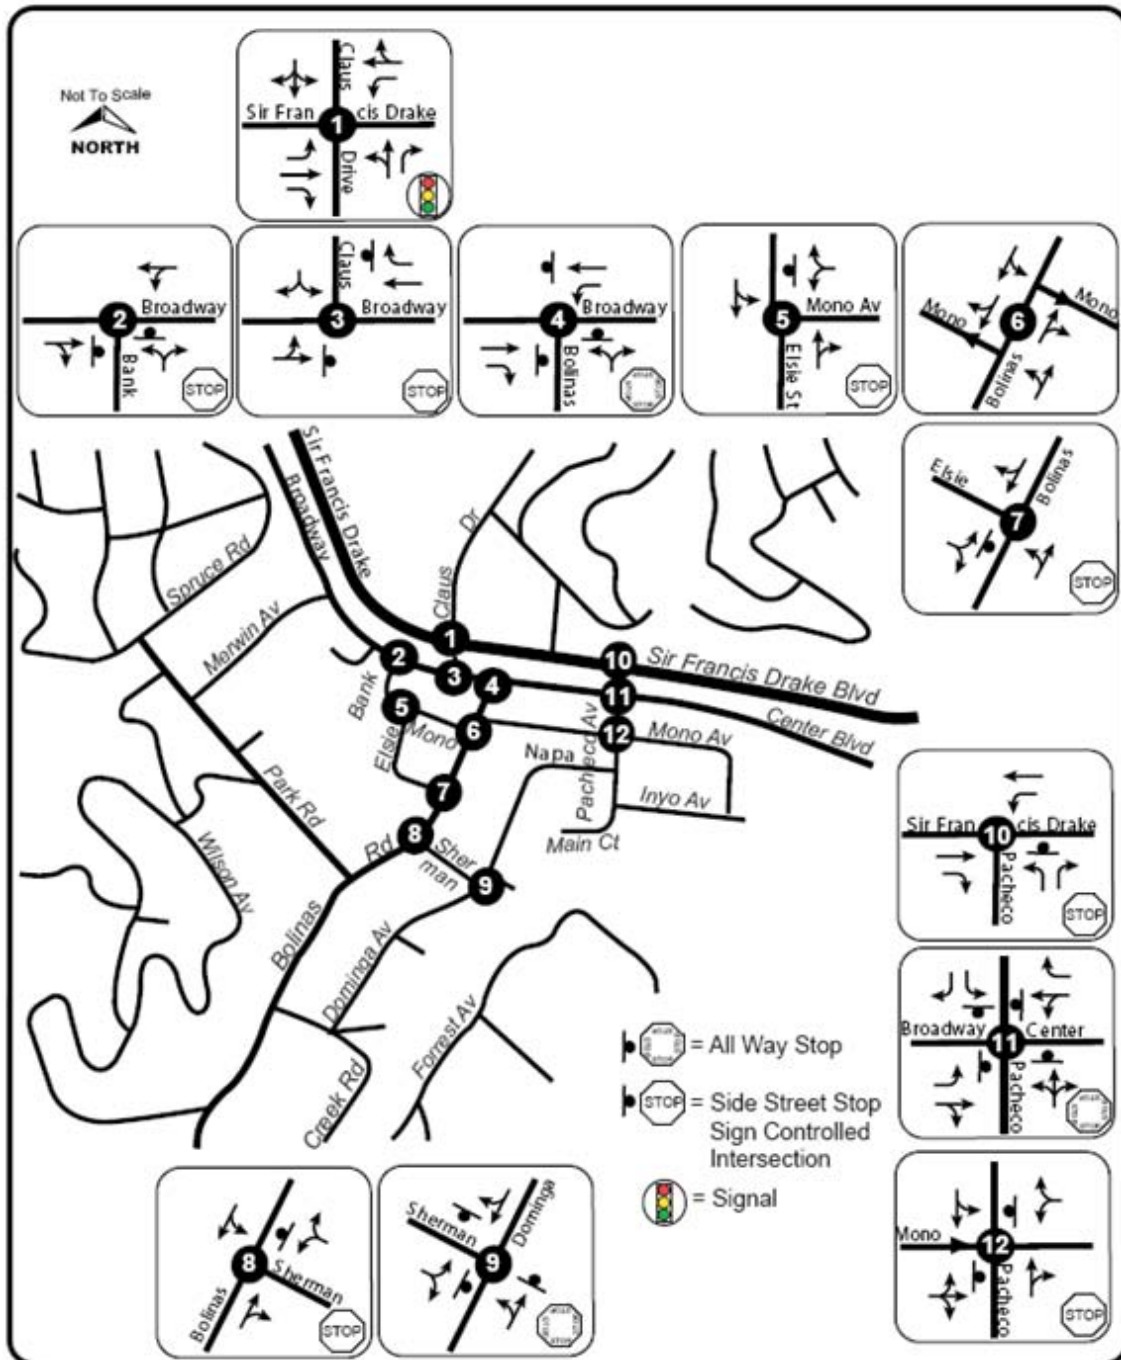 Not To Scale
NORTH
Claus
Sir Fran
cis Drake
1
Drive
2
Broadway
Bank
STOP
Claus
3
Broadway
STOP
4
Broadway
Bolinas
5
Mono Av
Elsie St
STOP
Mono
Mono
6
Bolinas
Elsie
Bolinas
7
STOP
Sir Francis Drake
Broadway
Dr
Claus
Spruce Rd
Merwin Av
1
2
3
4
10
Sir Francis Drake Blvd
11
Center Blvd
Bank
5
Mono
6
12
Mono Av
Elsie
Napa
Pacheco Av
7
Inyo Av
Park Rd
Main Ct
8
Rd
Sher
man
9
Wilson Av
Bolinas
Dominga Av
Forrest Av
Creek Rd
Sir Fran
cis Drake
10
Pacheco
STOP
Broadway
Center
11
Pacheco
= All Way Stop
STOP = Side Street Stop
Sign Controlled
Intersection
= Signal
Mono
12
Pacheco
STOP
8
Sherman
Bolinas
STOP
Sherman
Dominga
9